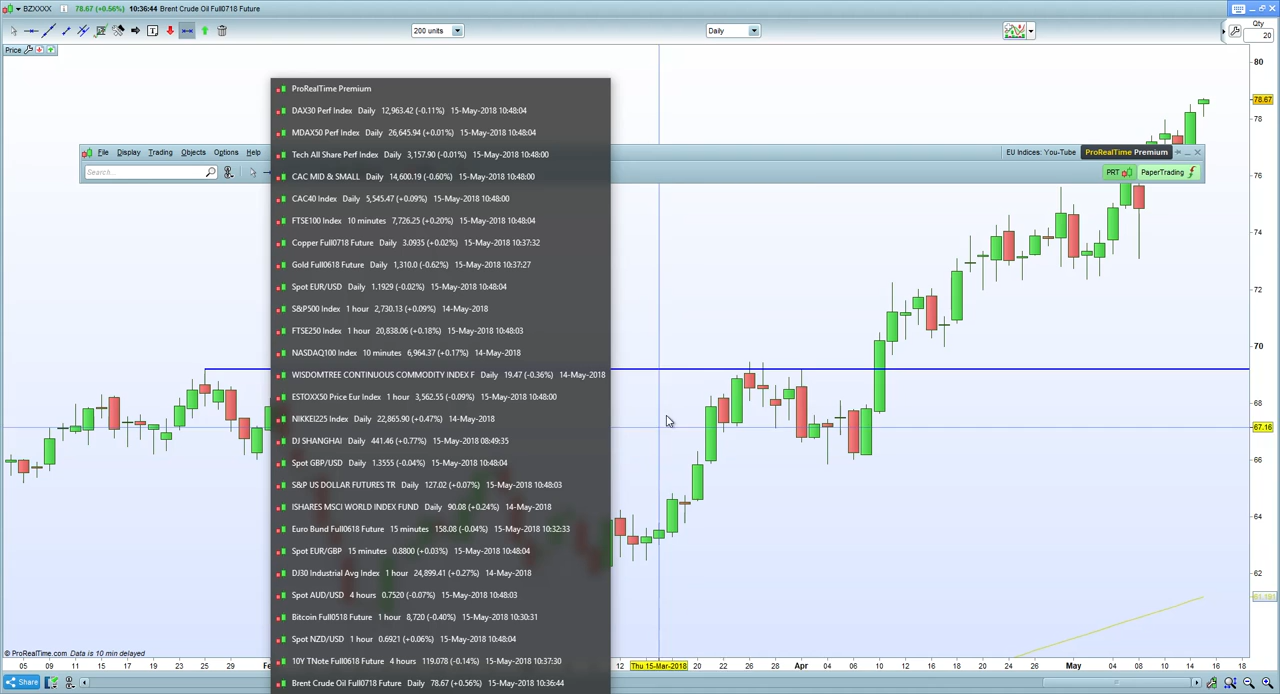 BZXXXX 78.67 (+0.56%) 10:36:44 Brent Crude Oil Full0718 Future
200 units
Daily
Qty
20
Price
ProRealTime Premium
DAX30 Perf Index Daily 12,963.42 (-0.11%) 15-May-2018 10:48:04
MDAX50 Perf Index Daily 26,645.94 (+0.01%) 15-May-2018 10:48:04
Tech All Share Perf Index Daily 3,157.90 (-0.01%) 15-May-2018 10:48:00
CAC MID & SMALL Daily 14,600.19 (-0.60%) 15-May-2018 10:48:00
CAC40 Index Daily 5,545.47 (+0.09%) 15-May-2018 10:48:00
FTSE100 Index 10 minutes 7,726.25 (+0.20%) 15-May-2018 10:48:04
Copper Full0718 Future Daily 3.0935 (+0.02%) 15-May-2018 10:37:32
Gold Full0618 Future Daily 1,310.0 (-0.62%) 15-May-2018 10:37:27
Spot EUR/USD Daily 1.1929 (-0.02%) 15-May-2018 10:48:04
S&P500 Index 1 hour 2,730.13 (+0.09%) 14-May-2018
FTSE250 Index 1 hour 20,838.06 (+0.18%) 15-May-2018 10:48:03
NASDAQ100 Index 10 minutes 6,964.37 (+0.17%) 14-May-2018
WISDOMTREE CONTINUOUS COMMODITY INDEX F Daily 19.47 (-0.36%) 14-May-2018
ESTOXX50 Price Eur Index 1 hour 3,562.55 (-0.09%) 15-May-2018 10:48:00
NIKKEI225 Index Daily 22,865.90 (+0.47%) 14-May-2018
DJ SHANGHAI Daily 441.46 (+0.77%) 15-May-2018 08:49:35
Spot GBP/USD Daily 1.3555 (-0.04%) 15-May-2018 10:48:04
S&P US DOLLAR FUTURES TR Daily 127.02 (+0.07%) 15-May-2018 10:48:03
ISHARES MSCI WORLD INDEX FUND Daily 90.08 (+0.24%) 14-May-2018
Euro Bund Full0618 Future 15 minutes 158.08 (-0.04%) 15-May-2018 10:32:33
Spot EUR/GBP 15 minutes 0.8800 (+0.03%) 15-May-2018 10:48:04
DJ30 Industrial Avg Index 1 hour 24,899.41 (+0.27%) 14-May-2018
Spot AUD/USD 4 hours 0.7520 (-0.07%) 15-May-2018 10:48:03
Bitcoin Full0518 Future 1 hour 8,720 (-0.40%) 15-May-2018 10:30:31
Spot NZD/USD 1 hour 0.6921 (+0.06%) 15-May-2018 10:48:04
10Y TNote Full0618 Future 4 hours 119.078 (-0.14%) 15-May-2018 10:37:30
Brent Crude Oil Full0718 Future Daily 78.67 (+0.56%) 15-May-2018 10:36:44
File Display Trading Objects Options Help
EU Indices: You-Tube ProRealTime Premium
Search...
PRT PaperTrading
80
78.67
78
76
74
72
70
68
67.16
66
64
62
61.191
© ProRealTime.com Data is 10 min delayed
05 09 11 15 17 19 23 25 29 Fe 12 Thu 15-Mar-2018 20 22 26 28 Apr 04 06 10 12 16 18 20 24 26 30 May 04 08 10 14 16 18
Share